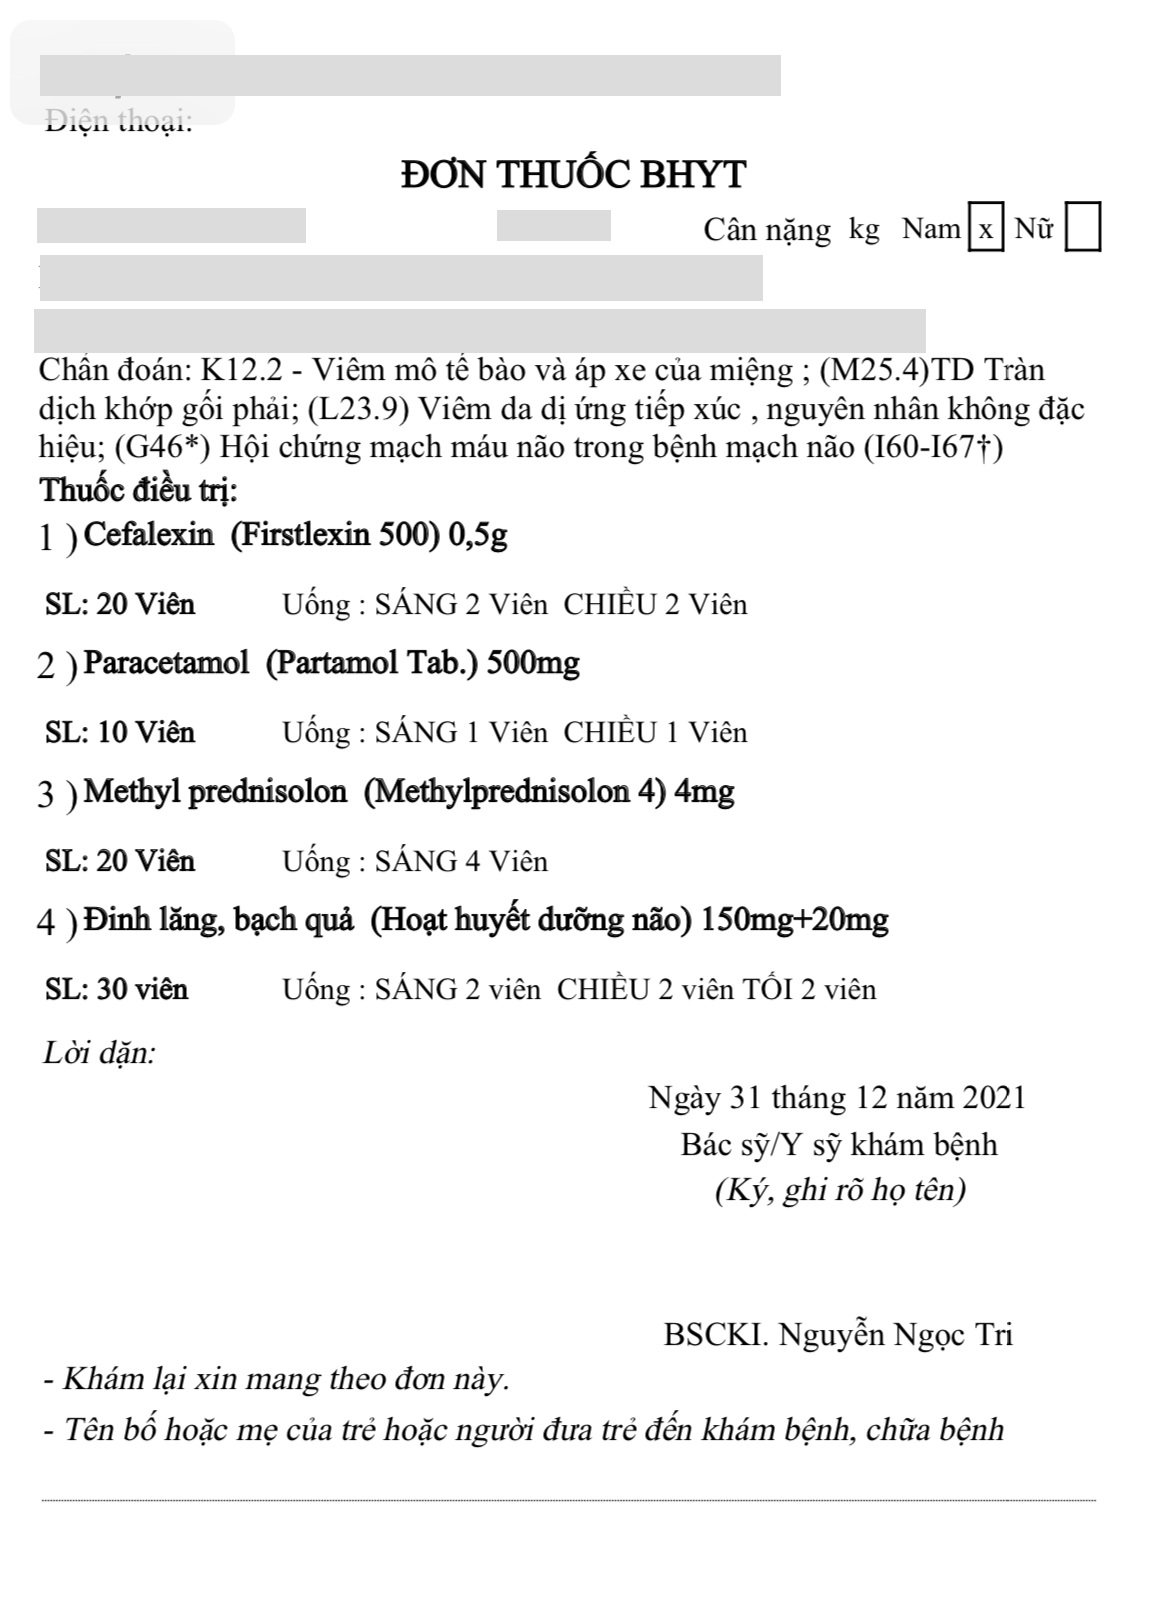 Điện thoại:
ĐƠN THUỐC BHYT
Cân nặng kg Nam x Nữ
Chẩn đoán: K12.2 - Viêm mô tế bào và áp xe của miệng ; (M25.4)TD Tràn
dịch khớp gối phải; (L23.9) Viêm da dị ứng tiếp xúc , nguyên nhân không đặc
hiệu; (G46*) Hội chứng mạch máu não trong bệnh mạch não (I60-I67†)
Thuốc điều trị:
1 ) Cefalexin (Firstlexin 500) 0,5g
SL: 20 Viên Uống : SÁNG 2 Viên CHIỀU 2 Viên
2 ) Paracetamol (Partamol Tab.) 500mg
SL: 10 Viên Uống : SÁNG 1 Viên CHIỀU 1 Viên
3 ) Methyl prednisolon (Methylprednisolon 4) 4mg
SL: 20 Viên Uống : SÁNG 4 Viên
4 ) Đinh lăng, bạch quả (Hoạt huyết dưỡng não) 150mg+20mg
SL: 30 viên Uống : SÁNG 2 viên CHIỀU 2 viên TỐI 2 viên
Lời dặn:
Ngày 31 tháng 12 năm 2021
Bác sỹ/Y sỹ khám bệnh
(Ký, ghi rõ họ tên)
BSCKI. Nguyễn Ngọc Tri
- Khám lại xin mang theo đơn này.
- Tên bố hoặc mẹ của trẻ hoặc người đưa trẻ đến khám bệnh, chữa bệnh